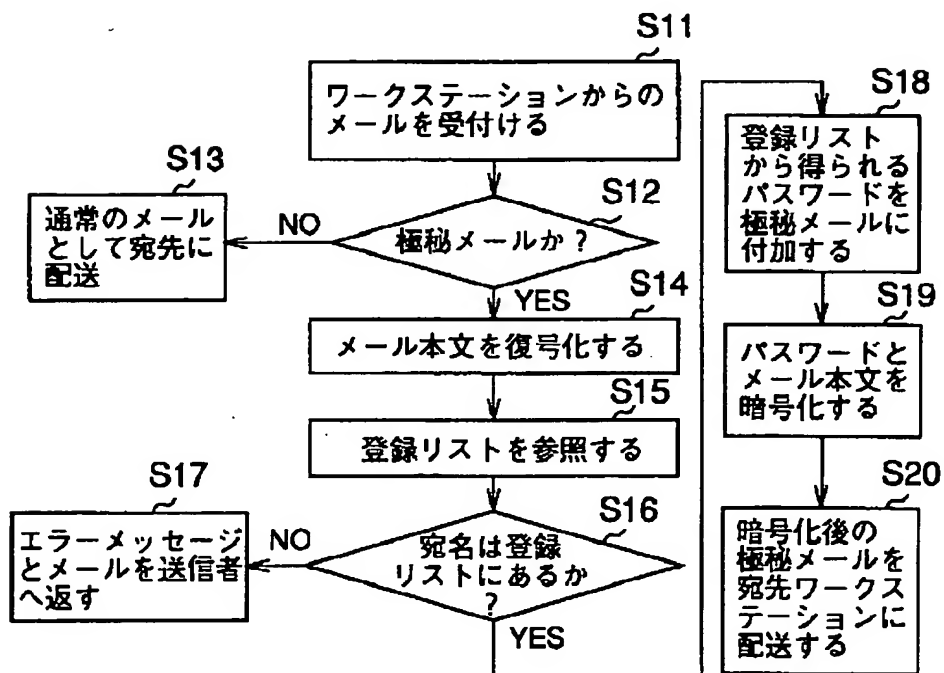 S11
ワークステーションからの
メールを受付ける
S12
極秘メールか？
NO
S13
通常のメール
として宛先に
配送
YES
S14
メール本文を復号化する
S15
登録リストを参照する
S16
宛名は登録
リストにあるか
？
NO
S17
エラーメッセージ
とメールを送信者
へ返す
YES
S18
登録リスト
から得られる
パスワードを
極秘メールに
付加する
S19
パスワードと
メール本文を
暗号化する
S20
暗号化後の
極秘メールを
宛先ワークス
テーションに
配送する